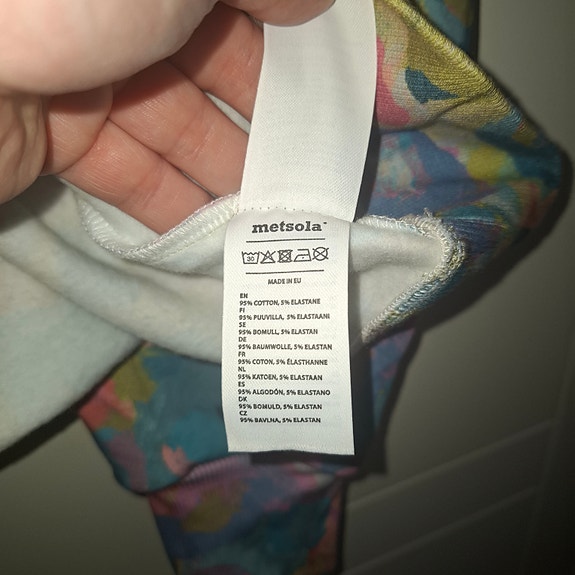 metsola
30
MADE IN EU
EN
95% COTTON, 5% ELASTANE
FI
95% PUUVILLA, 5% ELASTAANI
SE
95% BOMULL, 5% ELASTAN
DE
95% BAUMWOLLE, 5% ELASTAN
FR
95% COTON, 5% ÉLASTHANNE
NL
95% KATOEN, 5% ELASTAAN
ES
95% ALGODÓN, 5% ELASTANO
DK
95% BOMULD, 5% ELASTAN
CZ
95% BAVLNA, 5% ELASTAN